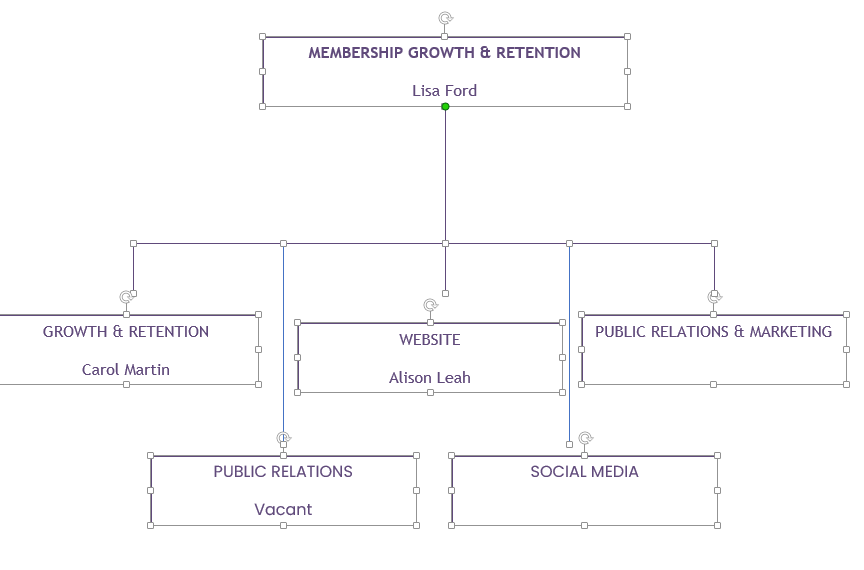 MEMBERSHIP GROWTH & RETENTION
Lisa Ford
GROWTH & RETENTION
Carol Martin
WEBSITE
Alison Leah
PUBLIC RELATIONS & MARKETING
PUBLIC RELATIONS
Vacant
SOCIAL MEDIA